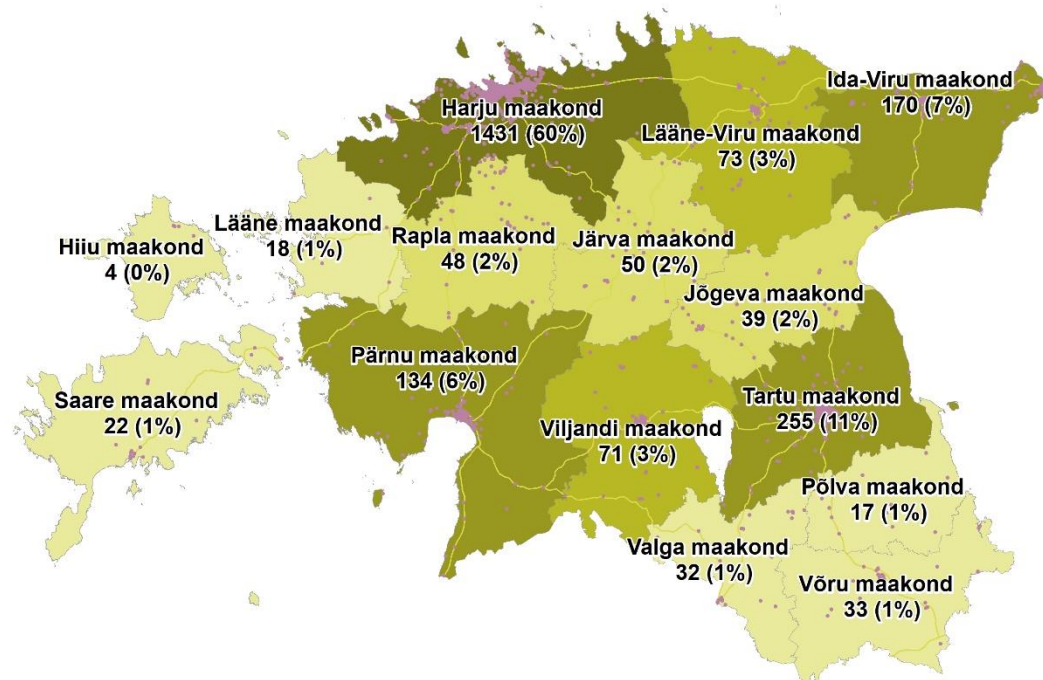 Ida-Viru maakond
170 (7%)
Harju maakond
1431 (60%)
Lääne-Viru maakond
73 (3%)
Lääne maakond
18 (1%)
Hiiu maakond
4 (0%)
Rapla maakond
48 (2%)
Järva maakond
50 (2%)
Jõgeva maakond
39 (2%)
Pärnu maakond
134 (6%)
Saare maakond
22 (1%)
Tartu maakond
255 (11%)
Viljandi maakond
71 (3%)
Põlva maakond
17 (1%)
Valga maakond
32 (1%)
Võru maakond
33 (1%)